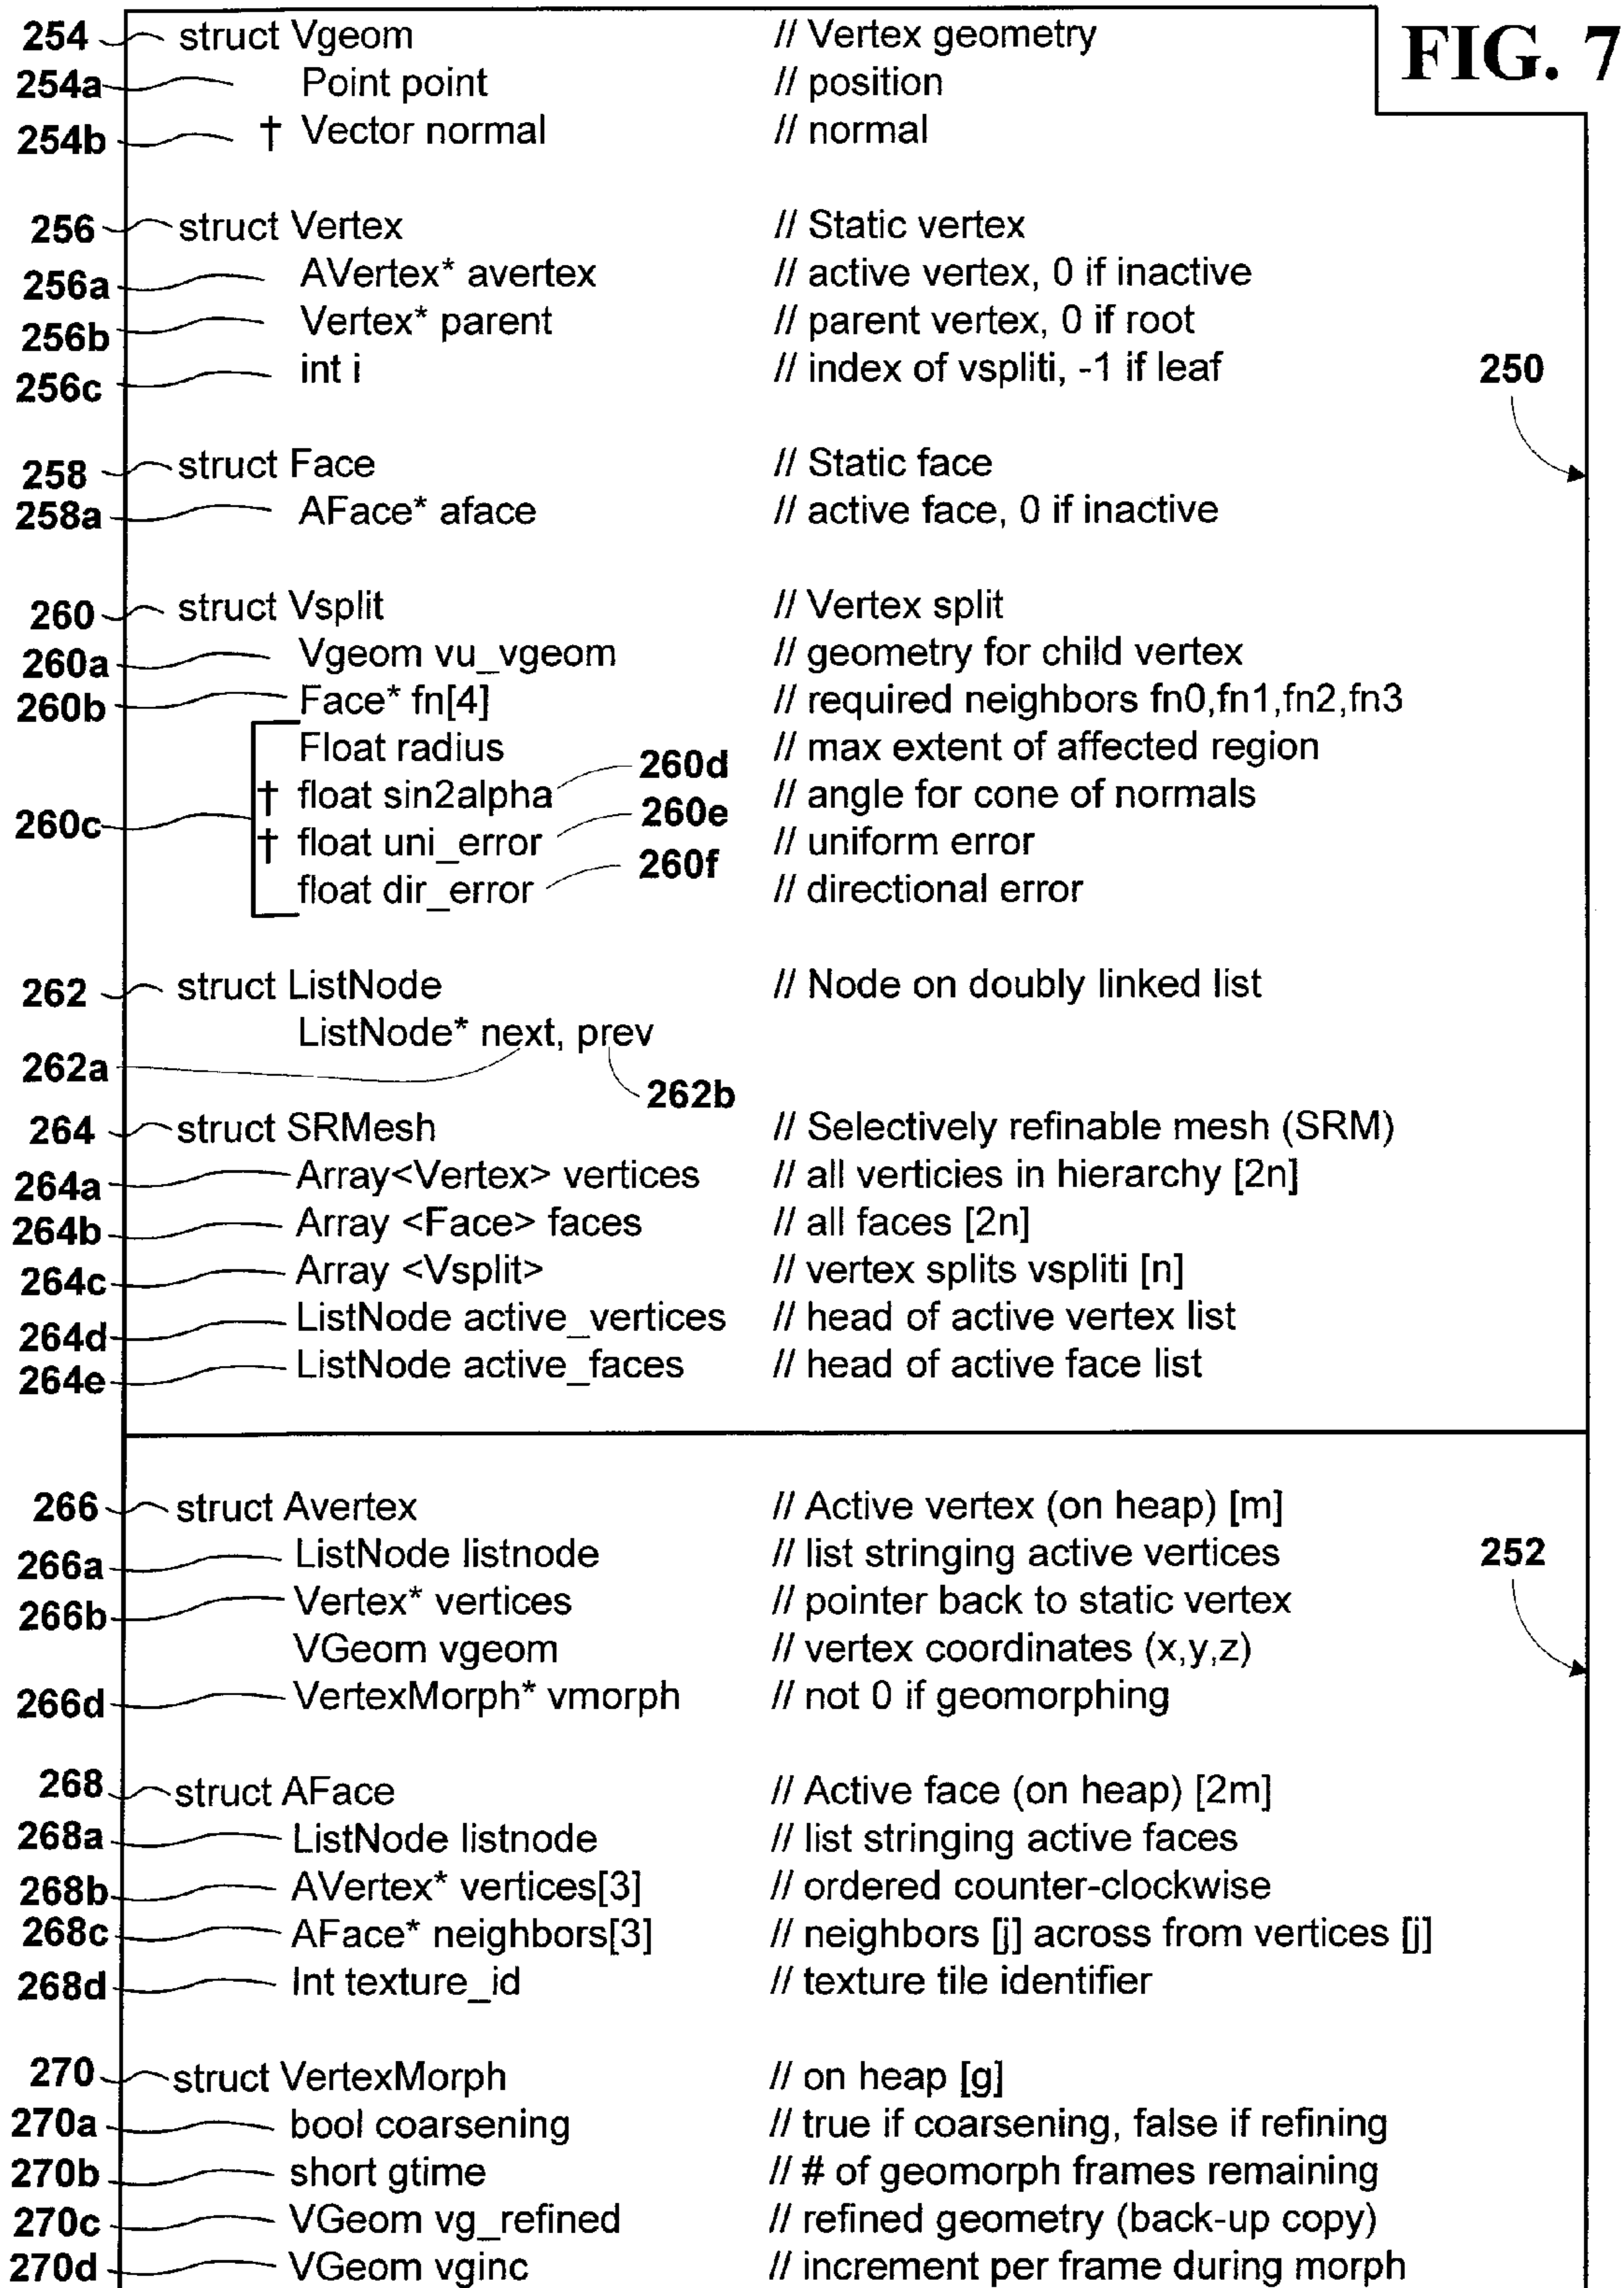 FIG. 7
254 struct Vgeom // Vertex geometry
254a Point point // position
254b † Vector normal // normal
256 struct Vertex // Static vertex
256a AVertex* avertex // active vertex, 0 if inactive
256b Vertex* parent // parent vertex, 0 if root
256c int i // index of vspliti, -1 if leaf
250
258 struct Face // Static face
258a AFace* aface // active face, 0 if inactive
260 struct Vsplit // Vertex split
260a Vgeom vu_vgeom // geometry for child vertex
260b Face* fn[4] // required neighbors fn0,fn1,fn2,fn3
Float radius // max extent of affected region
260d
† float sin2alpha // angle for cone of normals
260c
260e
† float uni_error // uniform error
260f
float dir_error // directional error
262 struct ListNode // Node on doubly linked list
ListNode* next, prev
262a
262b
264 struct SRMesh // Selectively refinable mesh (SRM)
264a Array<Vertex> vertices // all verticies in hierarchy [2n]
264b Array <Face> faces // all faces [2n]
264c Array <Vsplit> // vertex splits vspliti [n]
264d ListNode active_vertices // head of active vertex list
264e ListNode active_faces // head of active face list
266 struct Avertex // Active vertex (on heap) [m]
266a ListNode listnode // list stringing active vertices
252
266b Vertex* vertices // pointer back to static vertex
VGeom vgeom // vertex coordinates (x,y,z)
266d VertexMorph* vmorph // not 0 if geomorphing
268 struct AFace // Active face (on heap) [2m]
268a ListNode listnode // list stringing active faces
268b AVertex* vertices[3] // ordered counter-clockwise
268c AFace* neighbors[3] // neighbors [j] across from vertices [j]
268d Int texture_id // texture tile identifier
270 struct VertexMorph // on heap [g]
270a bool coarsening // true if coarsening, false if refining
270b short gtime // # of geomorph frames remaining
270c VGeom vg_refined // refined geometry (back-up copy)
270d VGeom vginc // increment per frame during morph